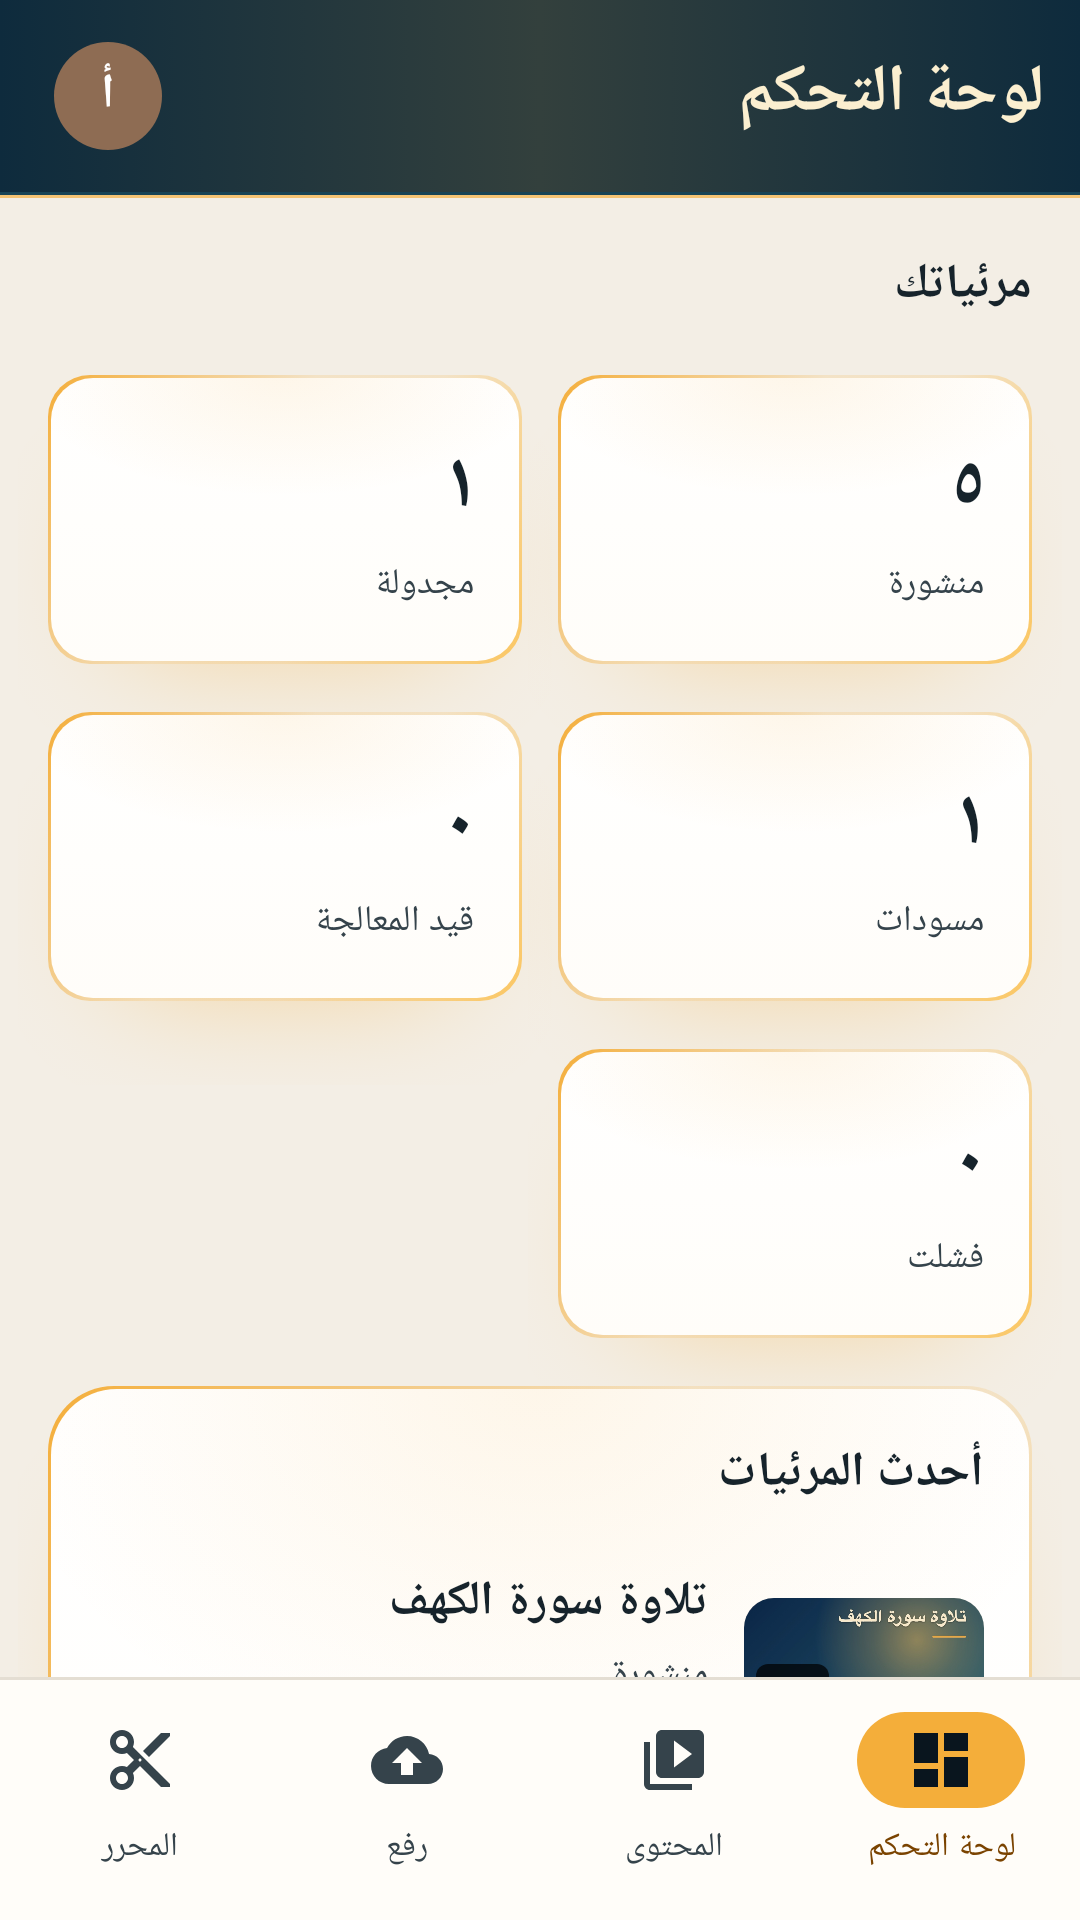 لوحة التحكم
أ
مرئياتك
٥
منشورة
١
مجدولة
١
مسودات
٠
قيد المعالجة
٠
فشلت
أحدث المرئيات
تلاوة سورة الكهف
تلاوة سورة الكهف
منشورة
لوحة التحكم
المحتوى
رفع
المحرر